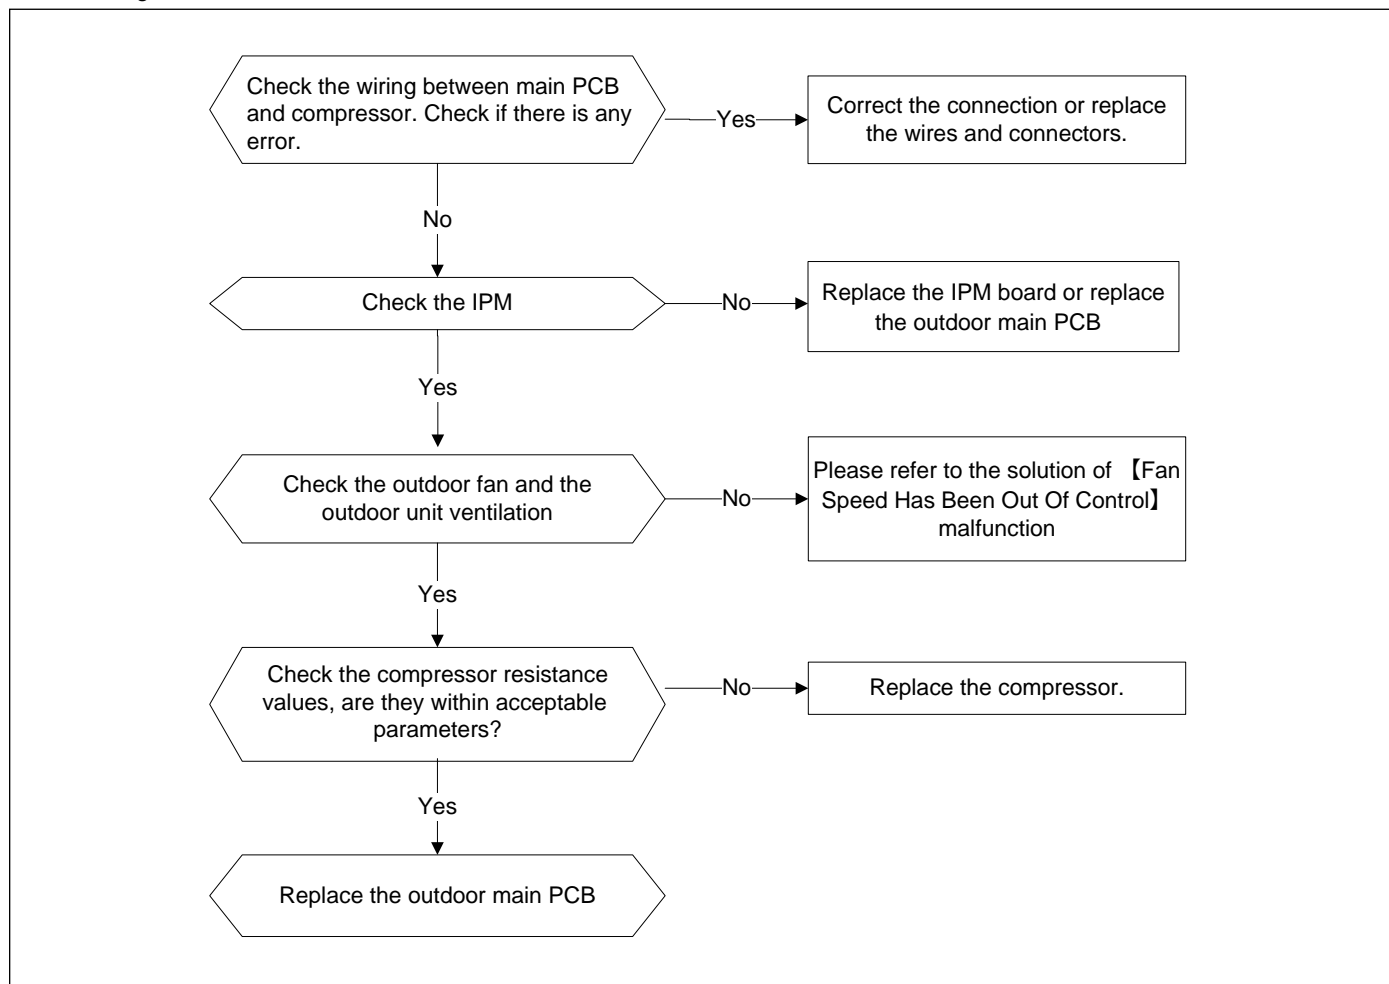 Check the wiring between main PCB
and compressor. Check if there is any
error.
Yes
Correct the connection or replace
the wires and connectors.
No
Check the IPM
No
Replace the IPM board or replace
the outdoor main PCB
Yes
Check the outdoor fan and the
outdoor unit ventilation
No
Please refer to the solution of 【Fan
Speed Has Been Out Of Control】
malfunction
Yes
Check the compressor resistance
values, are they within acceptable
parameters?
No
Replace the compressor.
Yes
Replace the outdoor main PCB